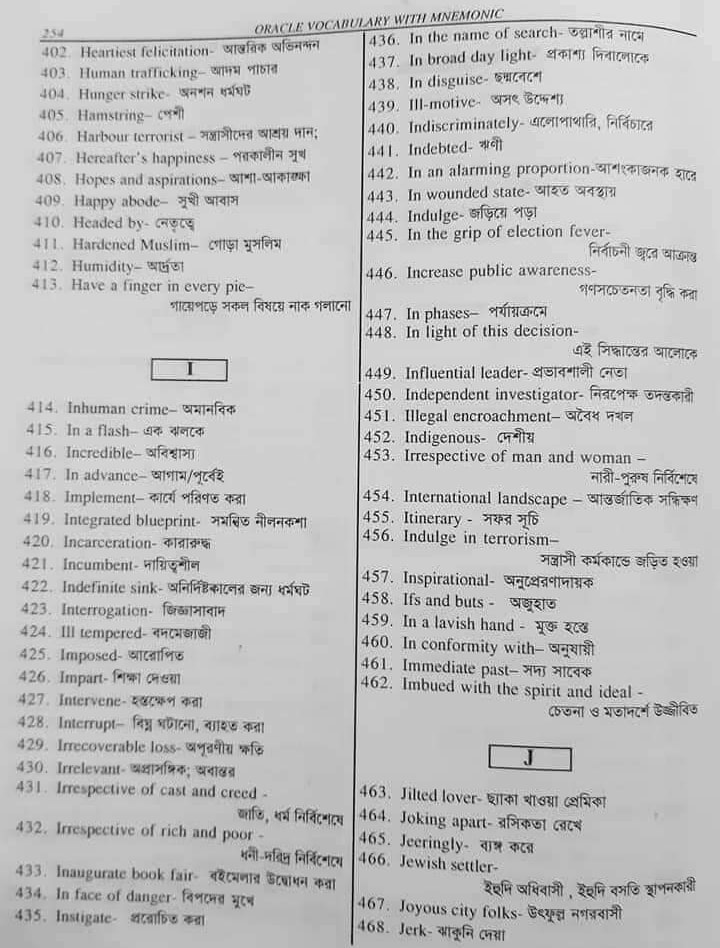 254
ORACLE VOCABULARY WITH MNEMONIC
402. Heartiest felicitation- আন্তরিক অভিনন্দন
403. Human trafficking– আদম পাচার
404. Hunger strike- অনশন ধর্মঘট
405. Hamstring– পেশী
406. Harbour terrorist – সন্ত্রাসীদের আশ্রয় দান;
407. Hereafter's happiness – পরকালীন সুখ
408. Hopes and aspirations– আশা-আকাঙ্ক্ষা
409. Happy abode– সুখী আবাস
410. Headed by- নেতৃত্বে
411. Hardened Muslim– গোড়া মুসলিম
412. Humidity– আর্দ্রতা
413. Have a finger in every pie–
গায়েপড়ে সকল বিষয়ে নাক গলানো
I
414. Inhuman crime– অমানবিক
415. In a flash– এক ঝলকে
416. Incredible– অবিশ্বাস্য
417. In advance– আগাম/পূর্বেই
418. Implement– কার্যে পরিণত করা
419. Integrated blueprint- সমন্বিত নীলনকশা
420. Incarceration- কারারুদ্ধ
421. Incumbent- দায়িত্বশীল
422. Indefinite sink- অনির্দিষ্টকালের জন্য ধর্মঘট
423. Interrogation- জিজ্ঞাসাবাদ
424. Ill tempered- বদমেজাজী
425. Imposed- আরোপিত
426. Impart- শিক্ষা দেওয়া
427. Intervene- হস্তক্ষেপ করা
428. Interrupt– বিঘ্ন ঘটানো, ব্যাহত করা
429. Irrecoverable loss- অপূরণীয় ক্ষতি
430. Irrelevant- অপ্রাসঙ্গিক; অবান্তর
431. Irrespective of cast and creed -
জাতি, ধর্ম নির্বিশেষে
432. Irrespective of rich and poor -
ধনী-দরিদ্র নির্বিশেষে
433. Inaugurate book fair- বইমেলার উদ্বোধন করা
434. In face of danger- বিপদের মুখে
435. Instigate- প্ররোচিত করা
436. In the name of search- তল্লাশীর নামে
437. In broad day light- প্রকাশ্য দিবালোকে
438. In disguise- ছদ্মবেশে
439. Ill-motive- অসৎ উদ্দেশ্য
440. Indiscriminately- এলোপাথারি, নির্বিচারে
441. Indebted- ঋণী
442. In an alarming proportion-আশংকাজনক হারে
443. In wounded state- আহত অবস্থায়
444. Indulge- জড়িয়ে পড়া
445. In the grip of election fever-
নির্বাচনী জ্বরে আক্রান্ত
446. Increase public awareness-
গণসচেতনতা বৃদ্ধি করা
447. In phases– পর্যায়ক্রমে
448. In light of this decision-
এই সিদ্ধান্তের আলোকে
449. Influential leader- প্রভাবশালী নেতা
450. Independent investigator- নিরপেক্ষ তদন্তকারী
451. Illegal encroachment– অবৈধ দখল
452. Indigenous- দেশীয়
453. Irrespective of man and woman –
নারী-পুরুষ নির্বিশেষে
454. International landscape – আন্তর্জাতিক সন্ধিক্ষণ
455. Itinerary - সফর সূচি
456. Indulge in terrorism–
সন্ত্রাসী কর্মকান্ডে জড়িত হওয়া
457. Inspirational- অনুপ্রেরণাদায়ক
458. Ifs and buts - অজুহাত
459. In a lavish hand - মুক্ত হস্তে
460. In conformity with– অনুযায়ী
461. Immediate past– সদ্য সাবেক
462. Imbued with the spirit and ideal -
চেতনা ও মতাদর্শে উজ্জীবিত
J
463. Jilted lover- ছ্যাকা খাওয়া প্রেমিকা
464. Joking apart- রসিকতা রেখে
465. Jeeringly- ব্যঙ্গ করে
466. Jewish settler-
ইহুদি অধিবাসী , ইহুদি বসতি স্থাপনকারী
467. Joyous city folks- উৎফুল্ল নগরবাসী
468. Jerk- ঝাকুনি দেয়া